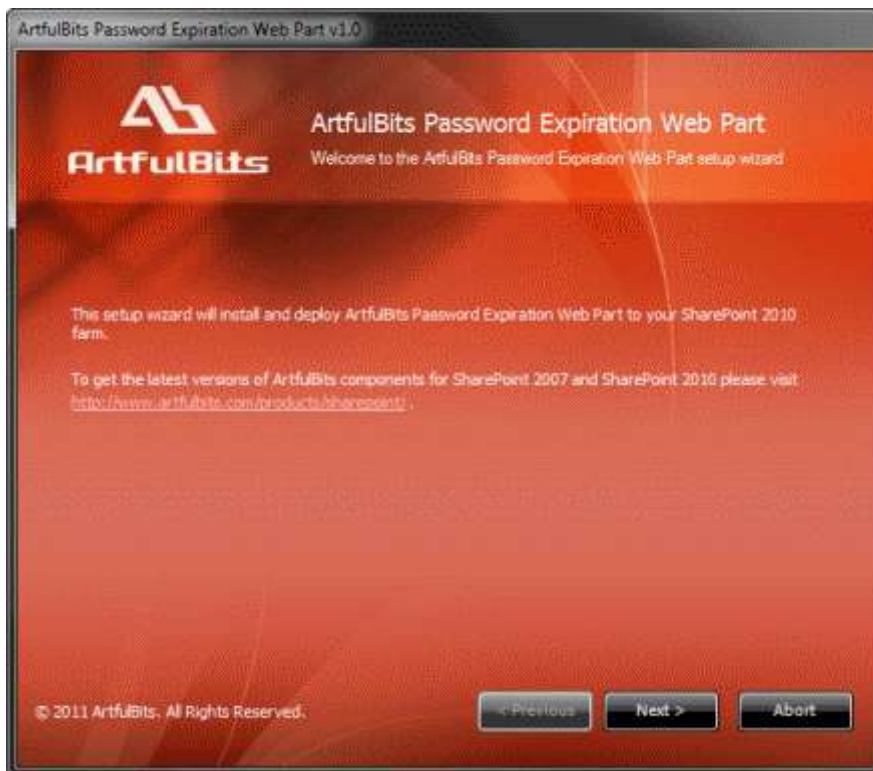 ArtfulBits Password Expiration Web Part v1.0
ArtfulBits
ArtfulBits Password Expiration Web Part
Welcome to the ArtfulBits Password Expiration Web Part setup wizard
This setup wizard will install and deploy ArtfulBits Password Expiration Web Part to your SharePoint 2010
farm.
To get the latest versions of ArtfulBits components for SharePoint 2007 and SharePoint 2010 please visit
http://www.artfulbits.com/products/sharepoint/ .
© 2011 ArtfulBits. All Rights Reserved.
< Previous
Next >
Abort